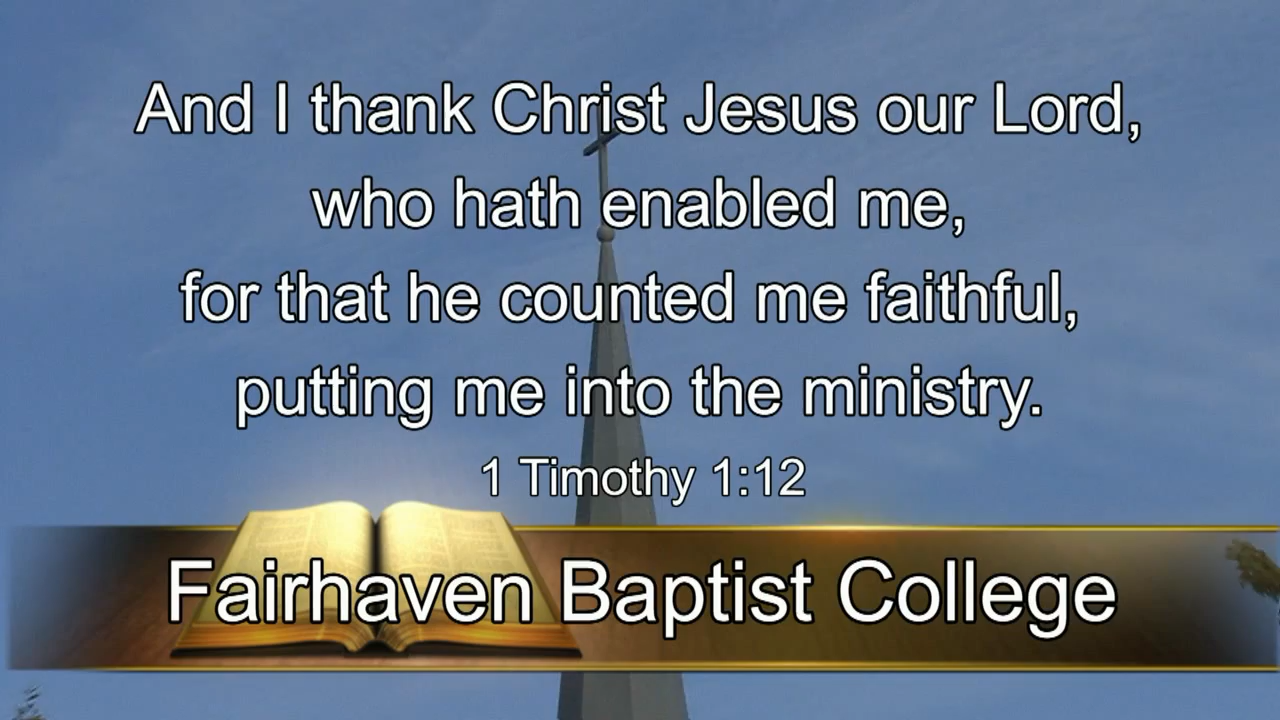 And I thank Christ Jesus our Lord,
who hath enabled me,
for that he counted me faithful,
putting me into the ministry.
1 Timothy 1:12
Fairhaven Baptist College